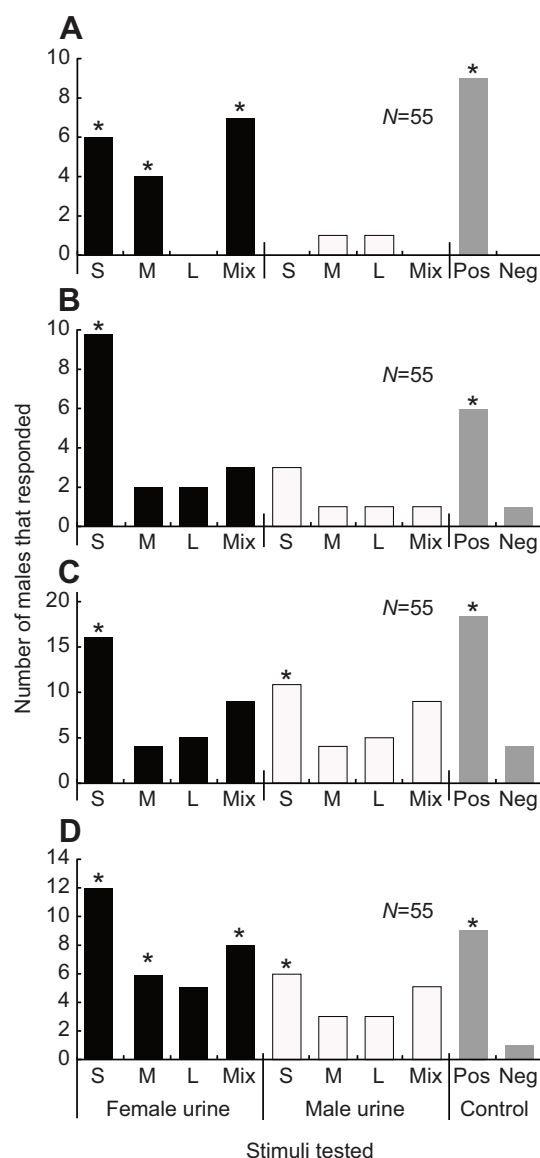 A
10
8
6
4
2
0
* * * *
N=55
S M L Mix S M L Mix Pos Neg
B
10
8
6
4
2
0
* *
N=55
S M L Mix S M L Mix Pos Neg
C
20
15
10
5
0
* * *
N=55
S M L Mix S M L Mix Pos Neg
D
14
12
10
8
6
4
2
0
* * * * *
N=55
S M L Mix S M L Mix Pos Neg
Female urine Male urine Control
Stimuli tested
Number of males that responded